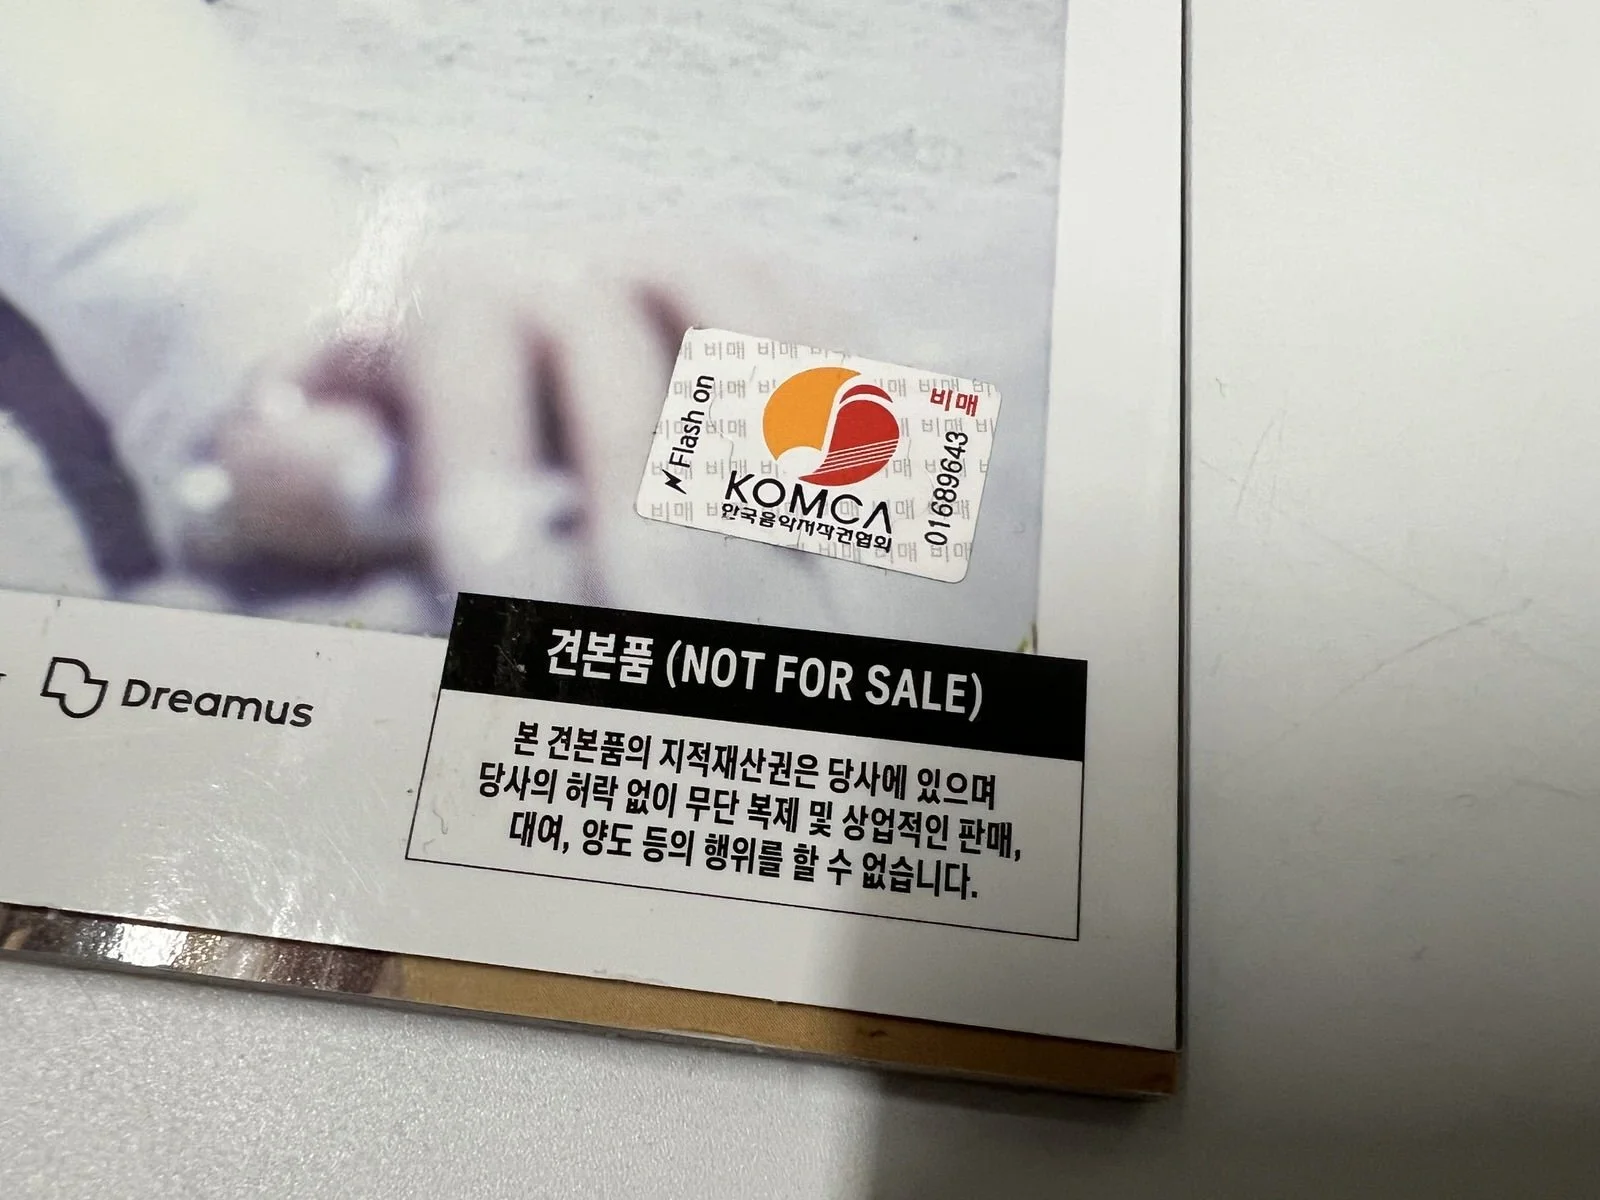 비매
Flash on
KOMCA
한국음악저작권협회
01689643
Dreamus
견본품 (NOT FOR SALE)
본 견본품의 지적재산권은 당사에 있으며
당사의 허락 없이 무단 복제 및 상업적인 판매,
대여, 양도 등의 행위를 할 수 없습니다.